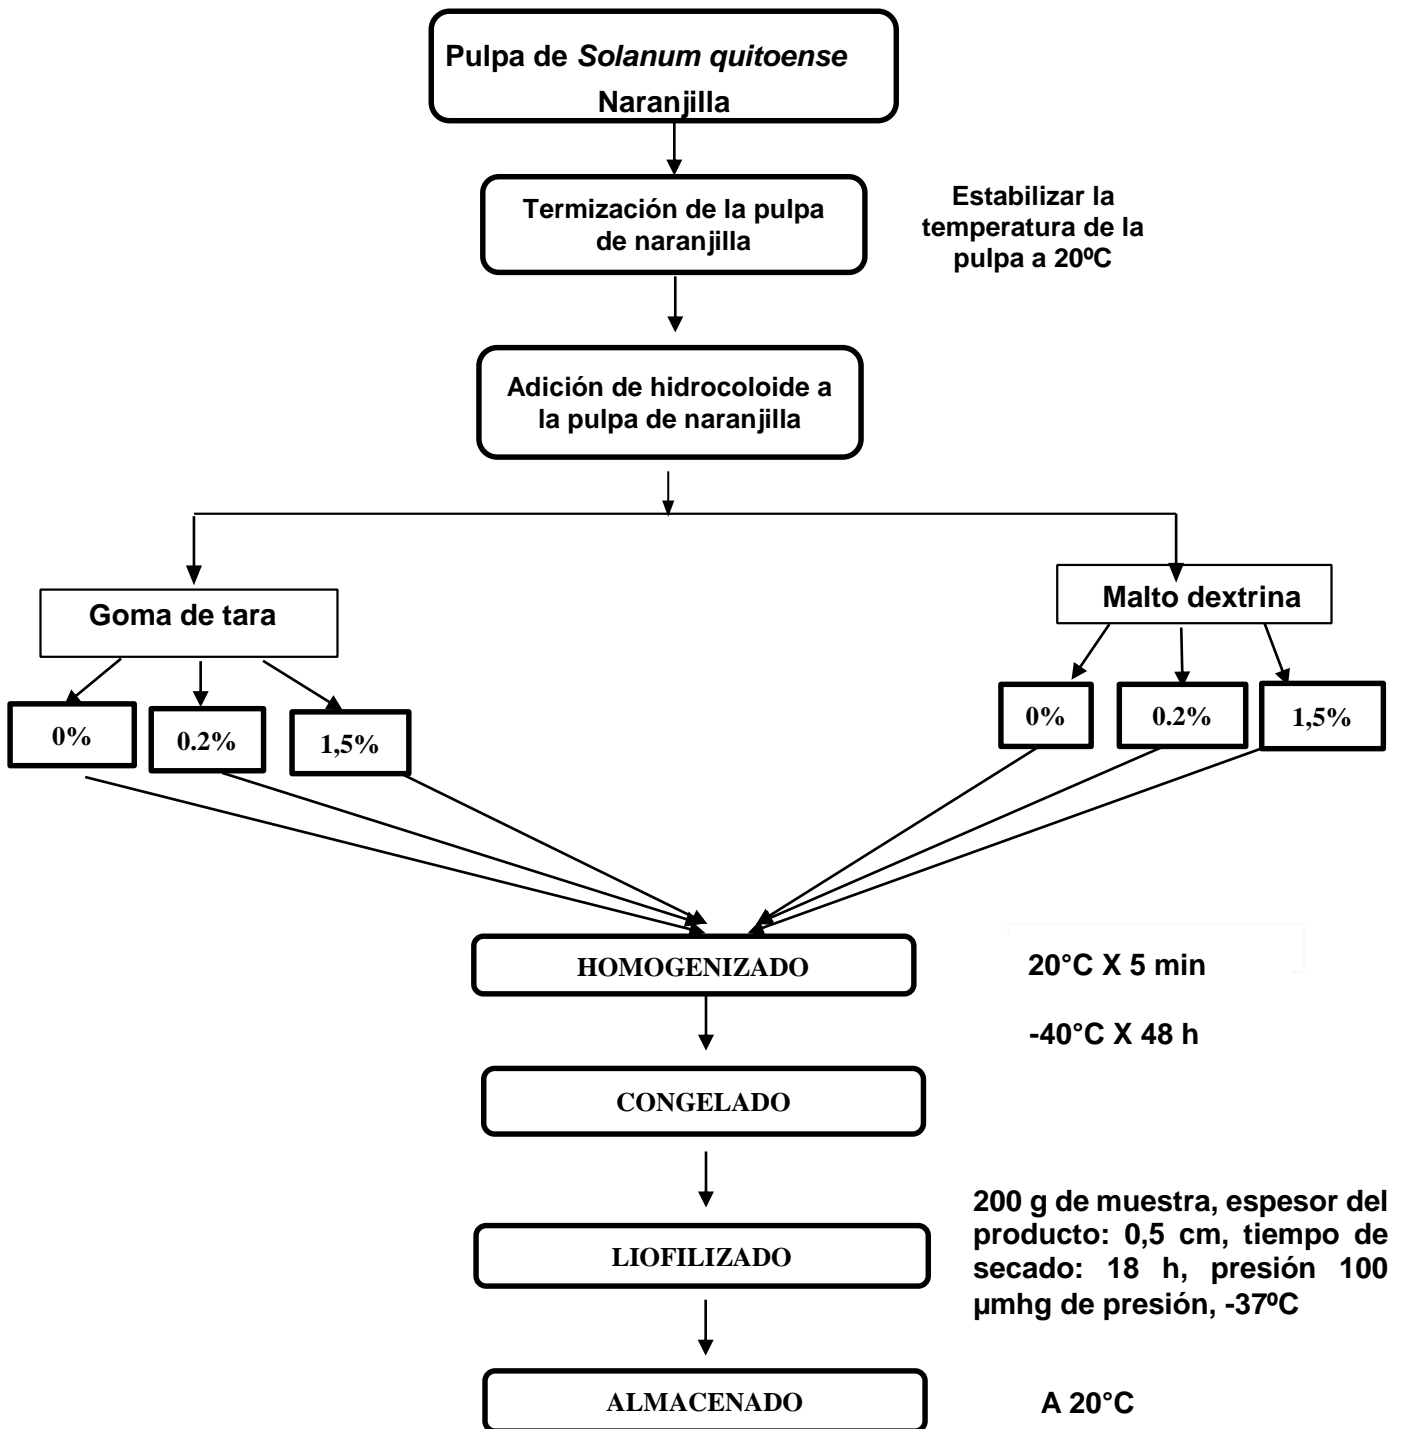 Pulpa de Solanum quitoense
Naranjilla
Termización de la pulpa
de naranjilla
Estabilizar la
temperatura de la
pulpa a 20ºC
Adición de hidrocoloide a
la pulpa de naranjilla
Goma de tara
Malto dextrina
0%
0.2%
1,5%
0%
0.2%
1,5%
HOMOGENIZADO
20°C X 5 min
-40°C X 48 h
CONGELADO
200 g de muestra, espesor del
producto: 0,5 cm, tiempo de
secado: 18 h, presión 100
µmhg de presión, -37ºC
LIOFILIZADO
ALMACENADO
A 20°C